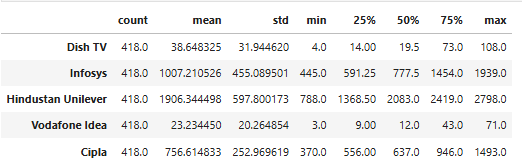 count mean std min 25% 50% 75% max
Dish TV 418.0 38.648325 31.944620 4.0 14.00 19.5 73.0 108.0
Infosys 418.0 1007.210526 455.089501 445.0 591.25 777.5 1454.0 1939.0
Hindustan Unilever 418.0 1906.344498 597.800173 788.0 1368.50 2083.0 2419.0 2798.0
Vodafone Idea 418.0 23.234450 20.264854 3.0 9.00 12.0 43.0 71.0
Cipla 418.0 756.614833 252.969619 370.0 556.00 637.0 946.0 1493.0